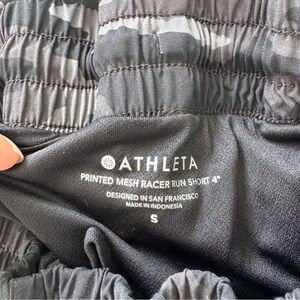 ATHLETA
PRINTED MESH RACER RUN SHORT 4"
DESIGNED IN SAN FRANCISCO
MADE IN INDONESIA
S